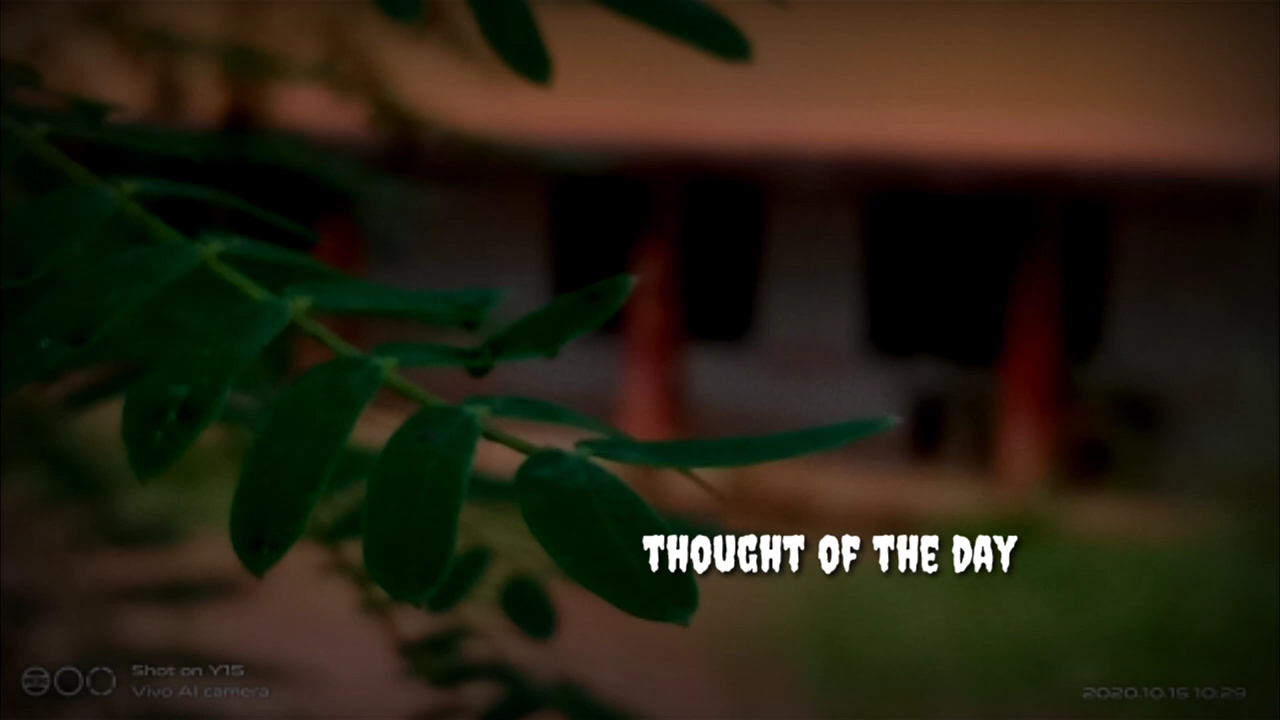 THOUGHT OF THE DAY
Shot on Y15
Vivo AI camera
2020.10.15 10:29